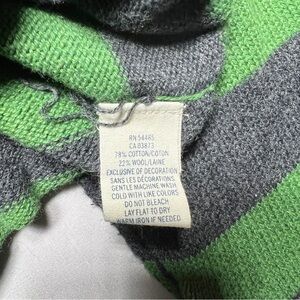 RN 54485
CA 03873
78% COTTON/COTON
22% WOOL/LAINE
EXCLUSIVE OF DECORATION
SANS LES DÉCORATIONS
GENTLE MACHINE WASH
COLD WITH LIKE COLORS
DO NOT BLEACH
LAY FLAT TO DRY
WARM IRON IF NEEDED